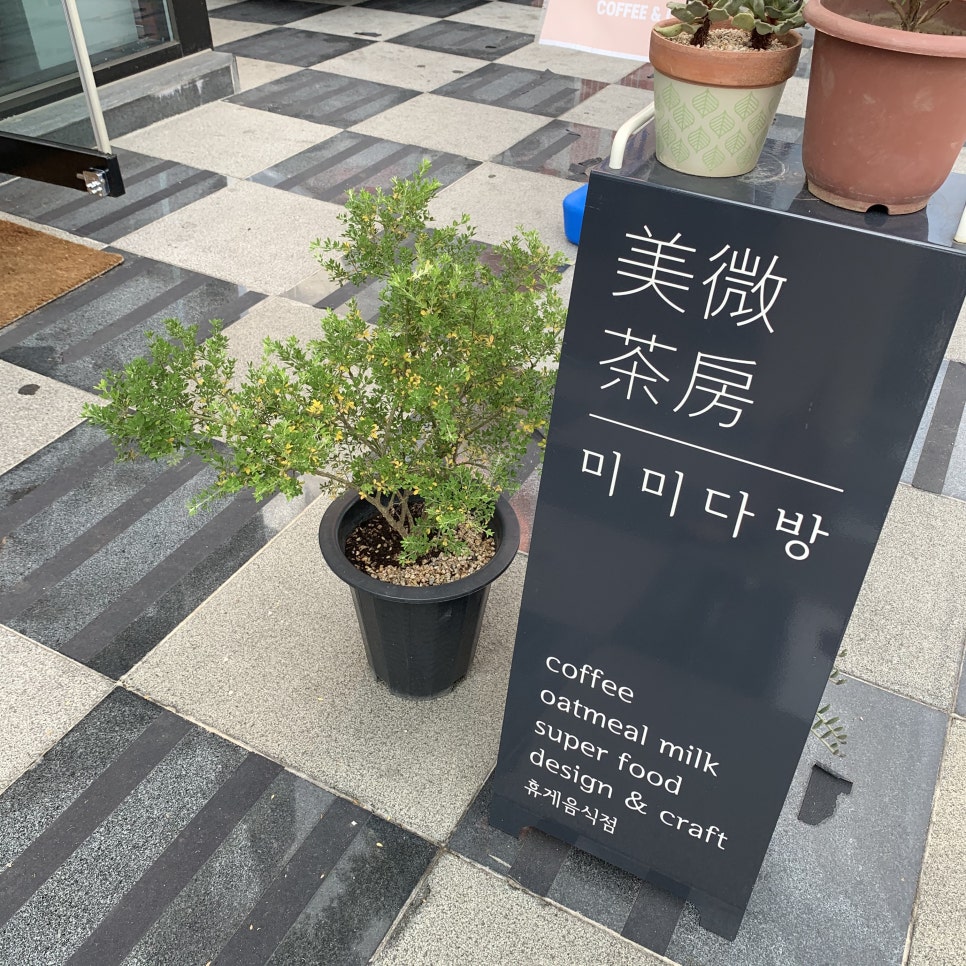 COFFEE &
美微
茶房
미미다방
coffee
oatmeal milk
super food
design & craft
휴게음식점